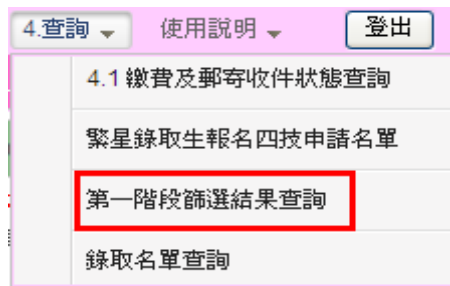 4.查詢 使用說明 登出
4.1 繳費及郵寄收件狀態查詢
繁星錄取生報名四技申請名單
第一階段篩選結果查詢
錄取名單查詢